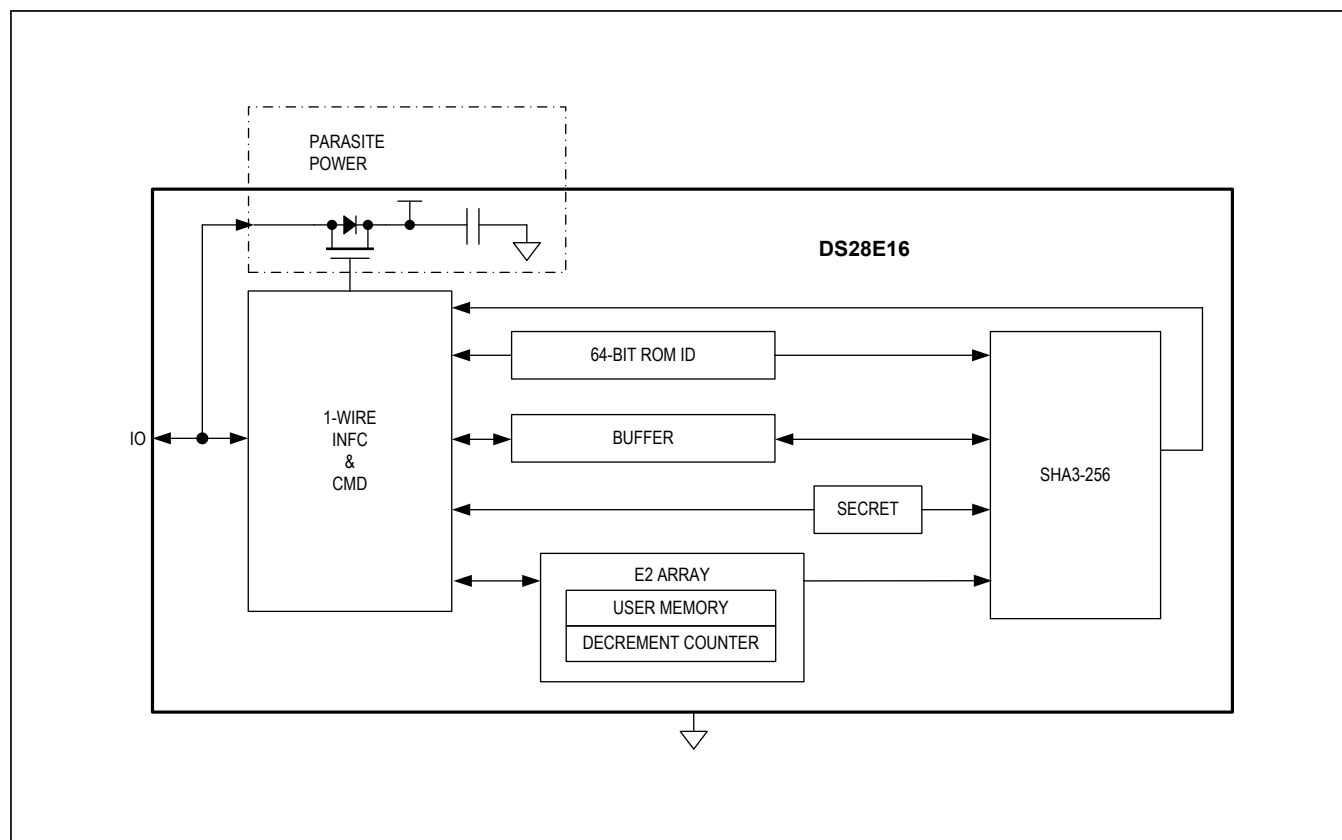 PARASITE
POWER
DS28E16
64-BIT ROM ID
1-WIRE
INFC
&
CMD
IO
BUFFER
SHA3-256
SECRET
E2 ARRAY
USER MEMORY
DECREMENT COUNTER